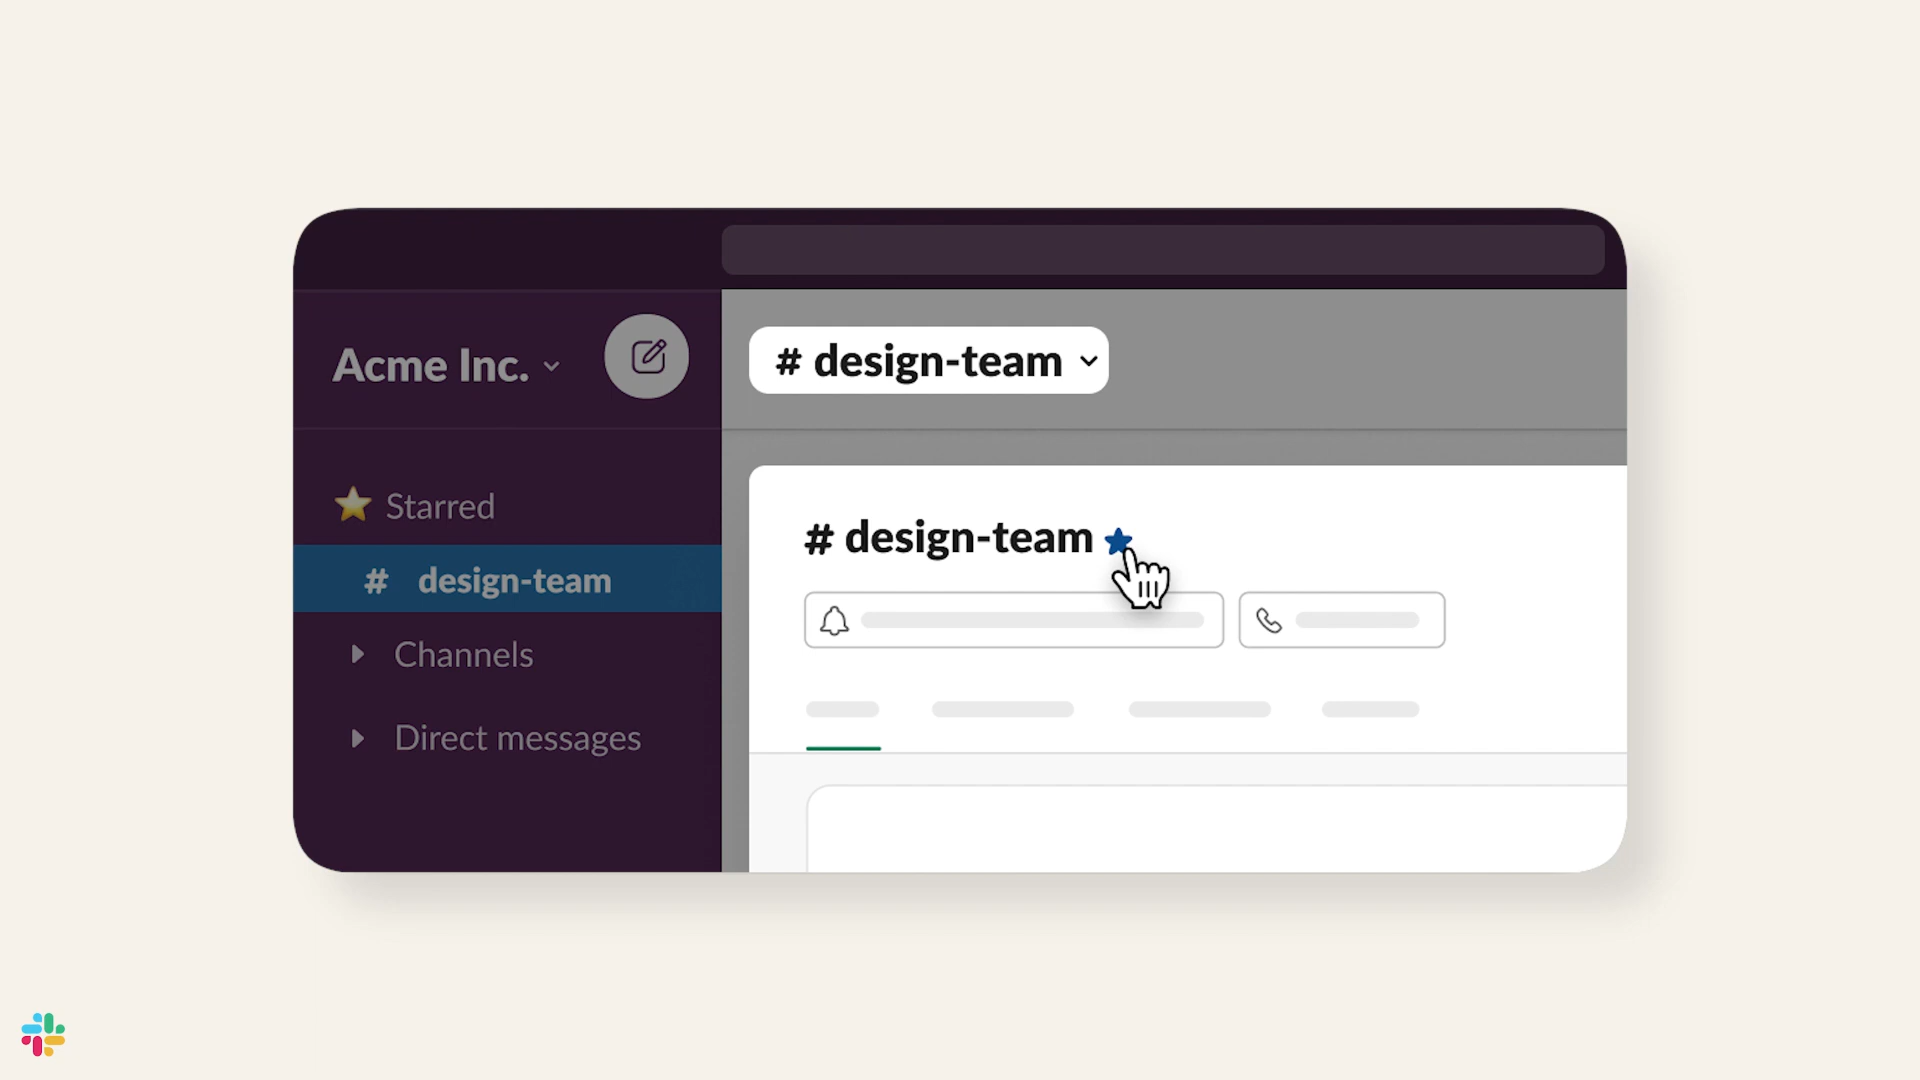 Acme Inc.
Starred
# design-team
Channels
Direct messages
# design-team
# design-team